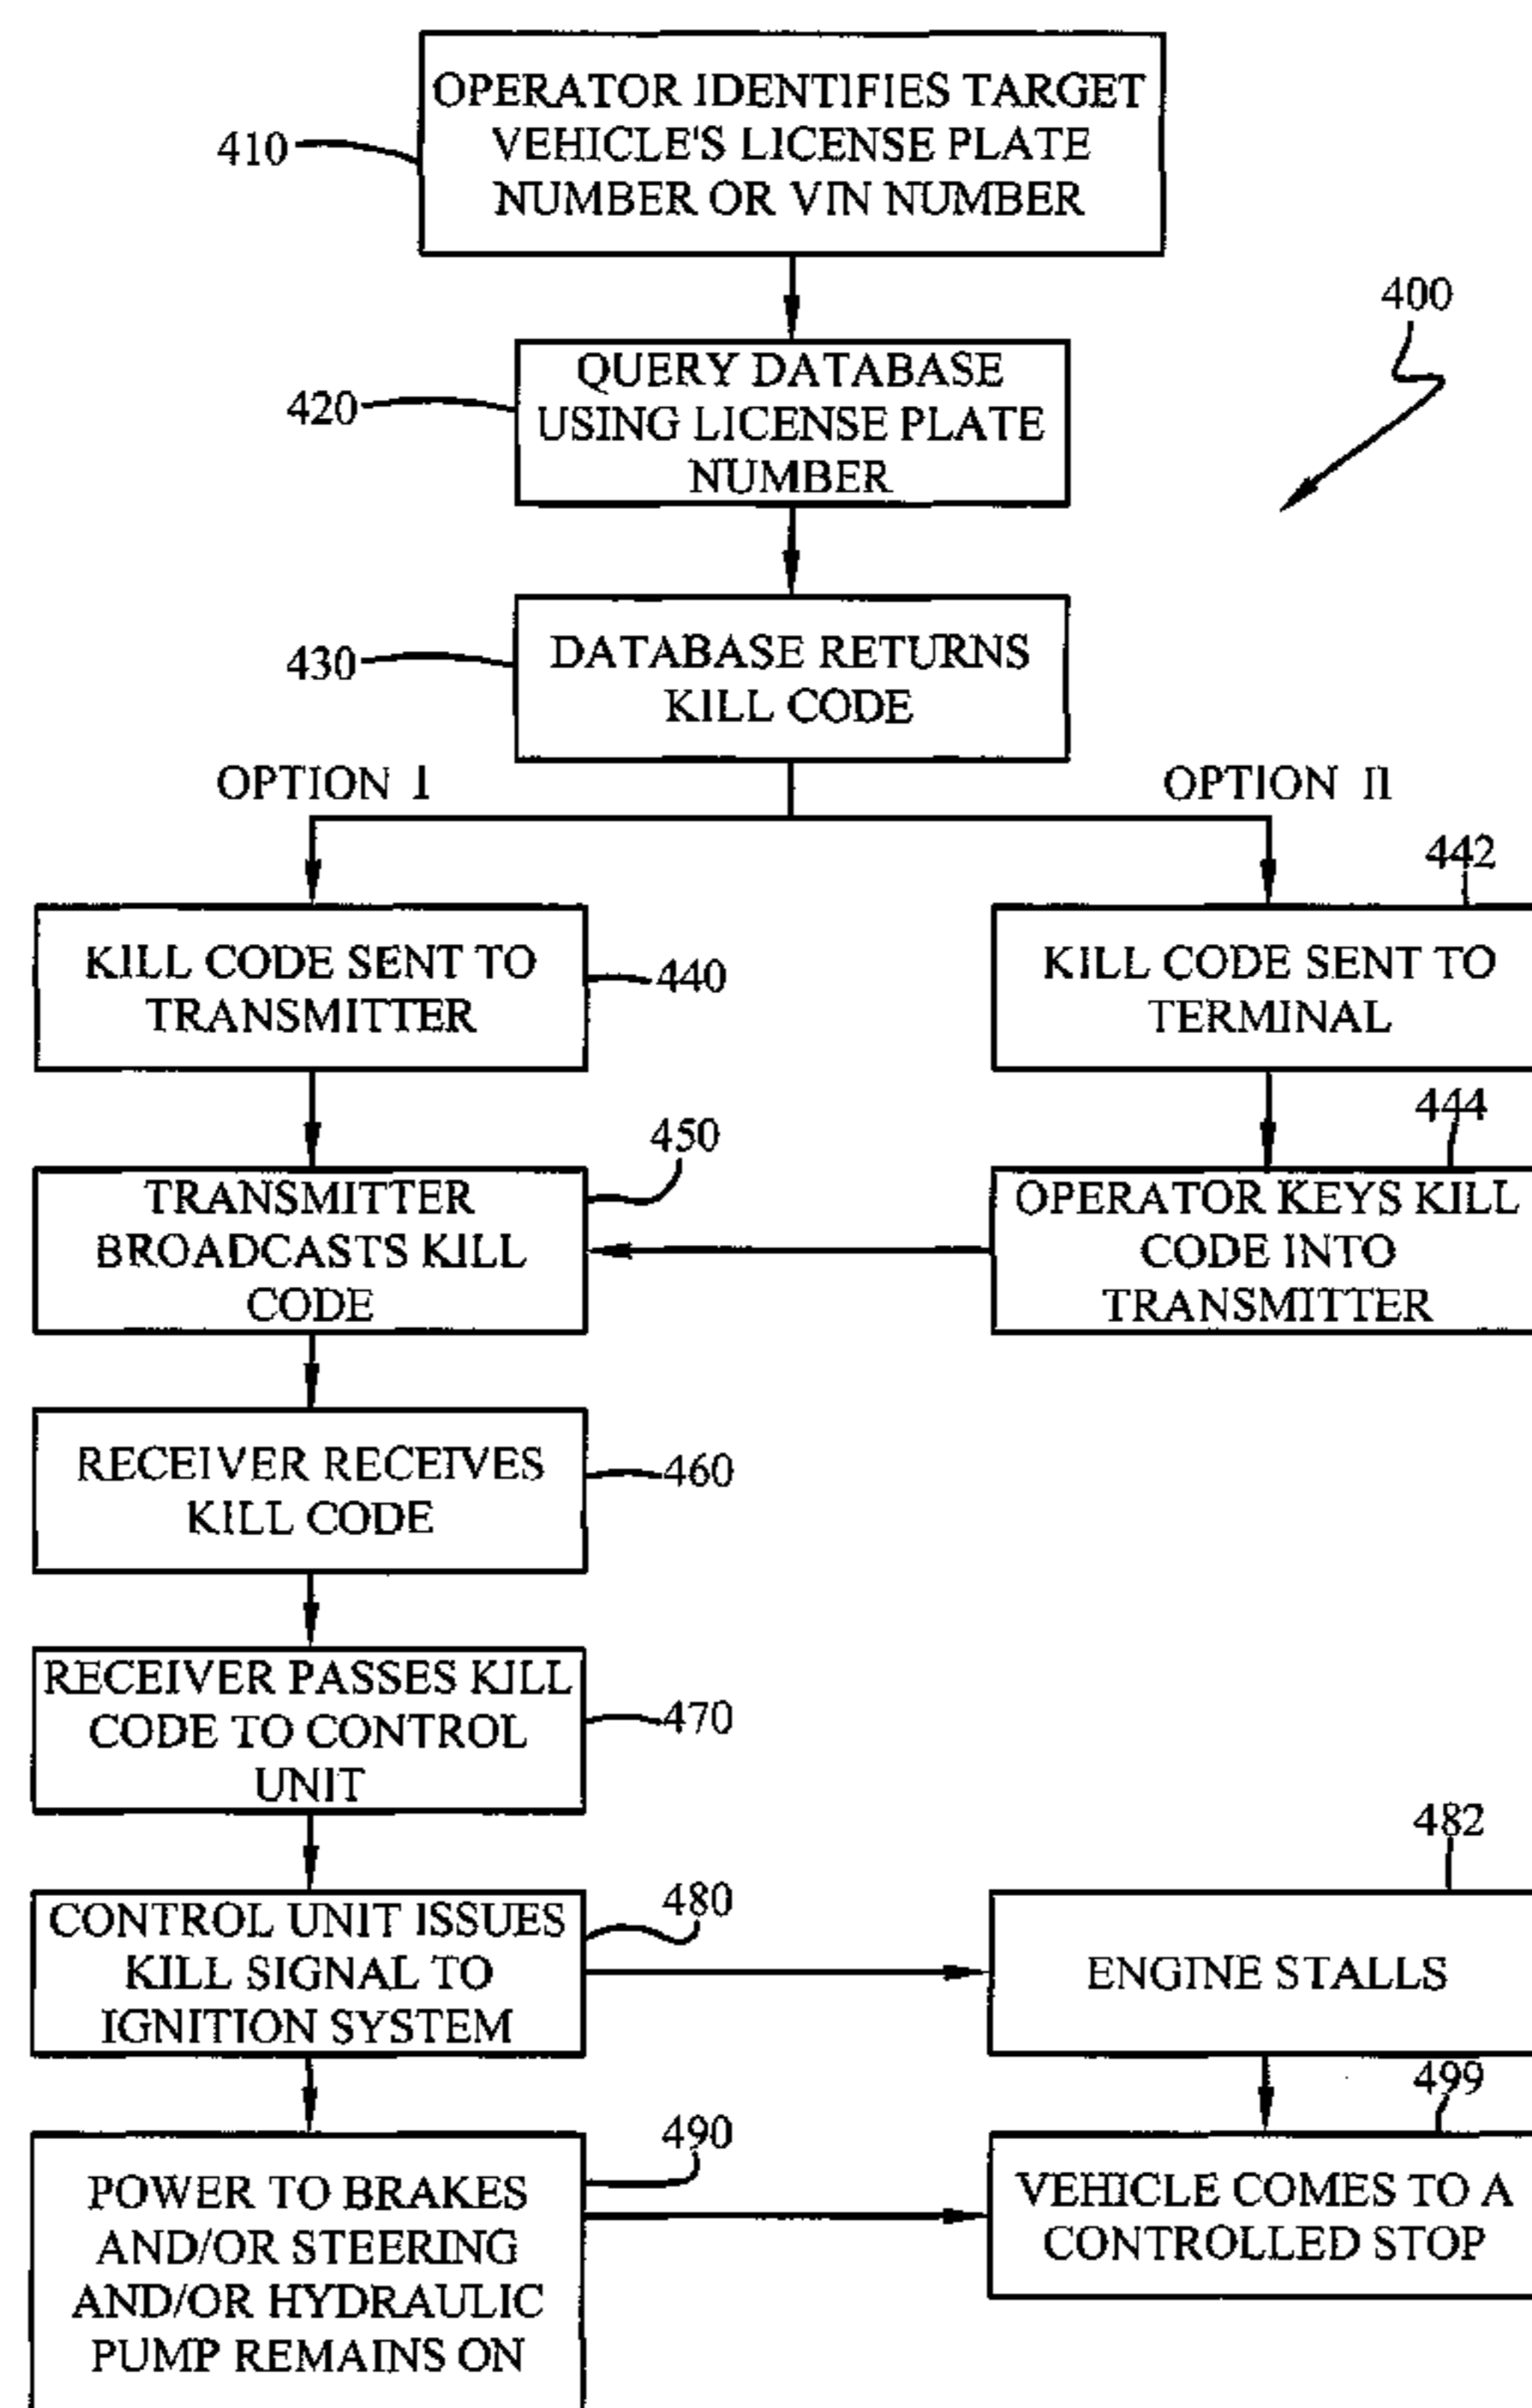 OPERATOR IDENTIFIES TARGET
VEHICLE'S LICENSE PLATE
NUMBER OR VIN NUMBER
410
400
QUERY DATABASE
USING LICENSE PLATE
NUMBER
420
DATABASE RETURNS
KILL CODE
430
OPTION I
OPTION II
442
KILL CODE SENT TO
TRANSMITTER
440
KILL CODE SENT TO
TERMINAL
444
450
TRANSMITTER
BROADCASTS KILL
CODE
OPERATOR KEYS KILL
CODE INTO
TRANSMITTER
RECEIVER RECEIVES
KILL CODE
460
RECEIVER PASSES KILL
CODE TO CONTROL
UNIT
470
482
480
CONTROL UNIT ISSUES
KILL SIGNAL TO
IGNITION SYSTEM
ENGINE STALLS
499
490
POWER TO BRAKES
AND/OR STEERING
AND/OR HYDRAULIC
PUMP REMAINS ON
VEHICLE COMES TO A
CONTROLLED STOP